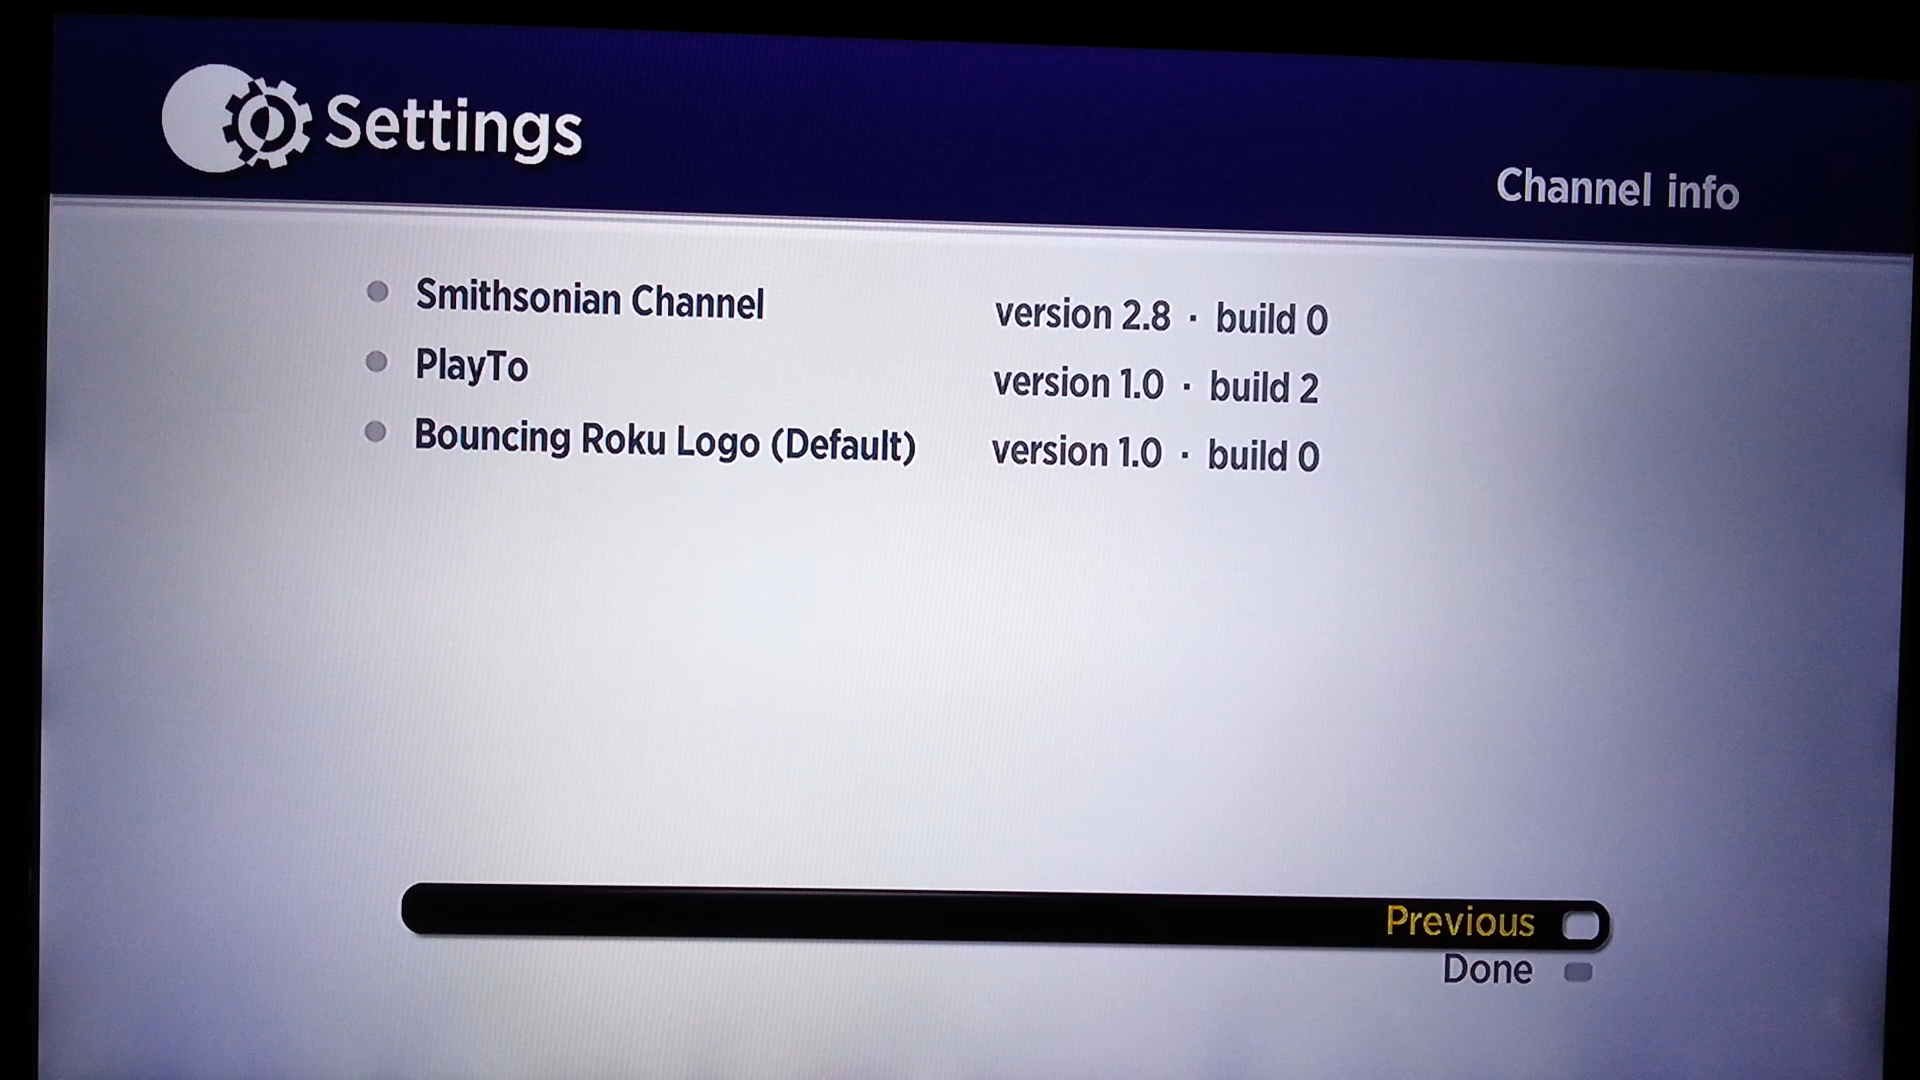 Settings
Channel info
Smithsonian Channel version 2.8 · build 0
PlayTo version 1.0 · build 2
Bouncing Roku Logo (Default) version 1.0 · build 0
Previous
Done